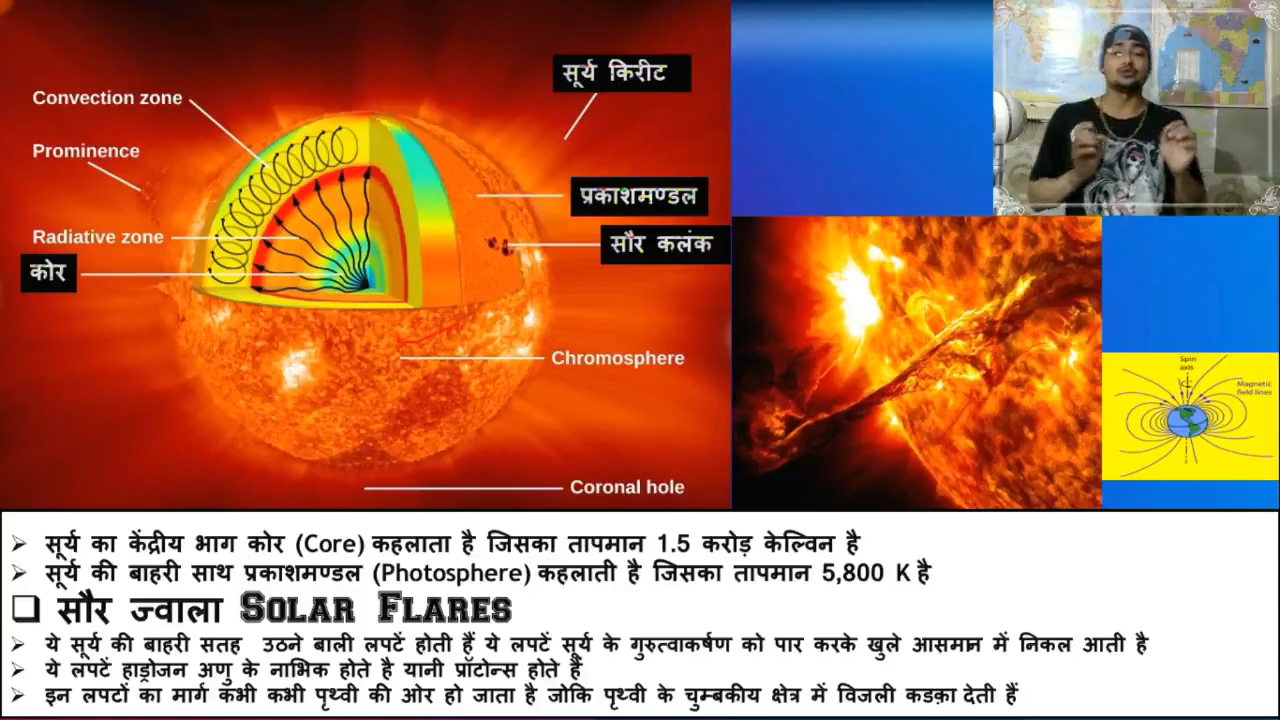 सूर्य किरीट
Convection zone
Prominence
प्रकाशमण्डल
Radiative zone
सौर कलंक
कोर
Chromosphere
Coronal hole
Spin
axis
Magnetic
field lines
➢ सूर्य का केंद्रीय भाग कोर (Core) कहलाता है जिसका तापमान 1.5 करोड़ केल्विन है
➢ सूर्य की बाहरी साथ प्रकाशमण्डल (Photosphere) कहलाती है जिसका तापमान 5,800 K है
❑ सौर ज्वाला SOLAR FLARES
➢ ये सूर्य की बाहरी सतह उठने बाली लपटें होती हैं ये लपटें सूर्य के गुरुत्वाकर्षण को पार करके खुले आसमान में निकल आती है
➢ ये लपटें हाड्रोजन अणु के नाभिक होते है यानी प्रॉटोन्स होते हैं
➢ इन लपटों का मार्ग कभी कभी पृथ्वी की ओर हो जाता है जोकि पृथ्वी के चुम्बकीय क्षेत्र में विजली कडक़ा देती हैं